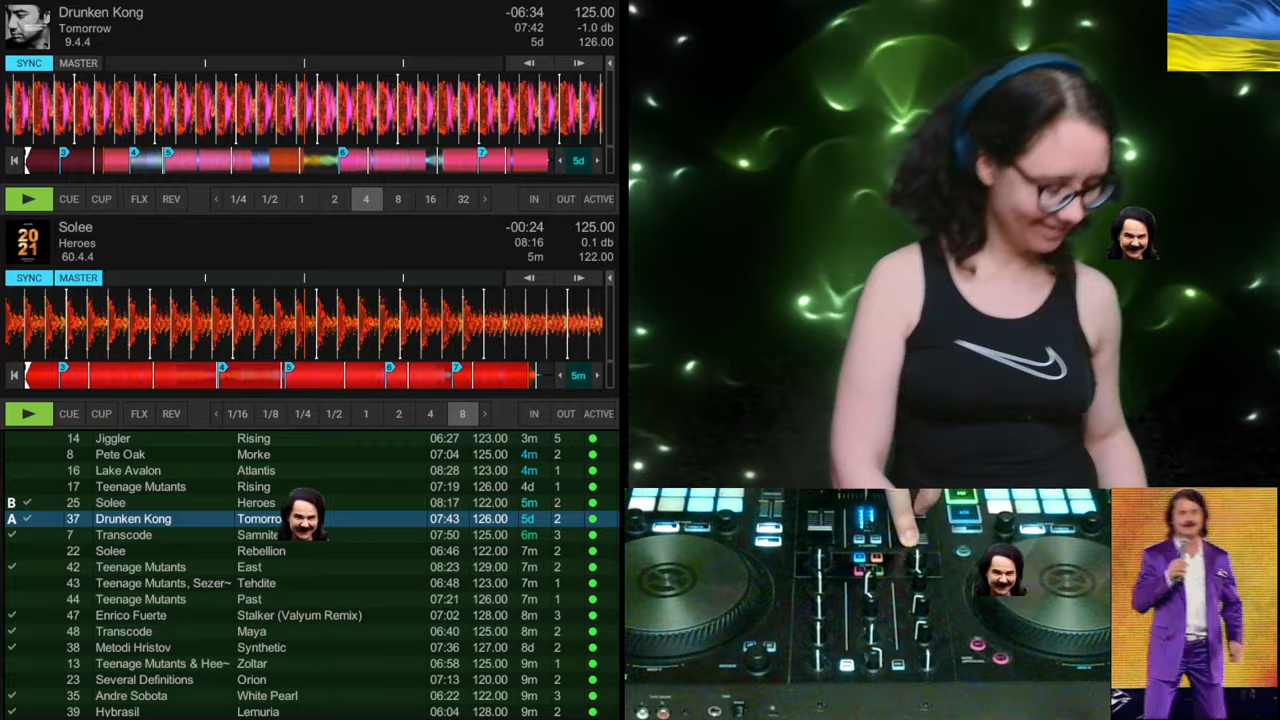 Drunken Kong -06:34 125.00
Tomorrow 07:42 -1.0 db
9.4.4 5d 126.00
SYNC MASTER
3 4 5 6 7 5d
CUE CUP FLX REV 1/4 1/2 1 2 4 8 16 32 IN OUT ACTIVE
20 21
Solee -00:24 125.00
Heroes 08:16 0.1 db
60.4.4 5m 122.00
SYNC MASTER
3 4 5 6 7 5m
CUE CUP FLX REV 1/16 1/8 1/4 1/2 1 2 4 8 IN OUT ACTIVE
14 Jiggler Rising 06:27 123.00 3m 5
8 Pete Oak Morke 07:04 125.00 4m 2
16 Lake Avalon Atlantis 08:28 123.00 4m 1
17 Teenage Mutants Rising 07:19 126.00 4d 1
B 25 Solee Heroes 08:17 122.00 5m 2
A 37 Drunken Kong Tomorro 07:43 126.00 5d 2
7 Transcode Samnite 07:50 125.00 6m 3
22 Solee Rebellion 06:46 122.00 7m 2
42 Teenage Mutants East 08:23 129.00 7m 2
43 Teenage Mutants, Sezer~ Tehdite 06:48 123.00 7m 1
44 Teenage Mutants Past 07:21 126.00 7m 1
47 Enrico Fuerte Stalker (Valyum Remix) 07:02 128.00 8m 3
48 Transcode Maya 06:40 125.00 8m 2
38 Metodi Hristov Synthetic 07:36 127.00 8d 2
13 Teenage Mutants & Hee~ Zoltar 06:58 125.00 9m 1
23 Several Definitions Orion 07:13 120.00 9m 2
35 Andre Sobota White Pearl 06:22 122.00 9m 3
39 Hybrasil Lemuria 06:04 128.00 9m 2